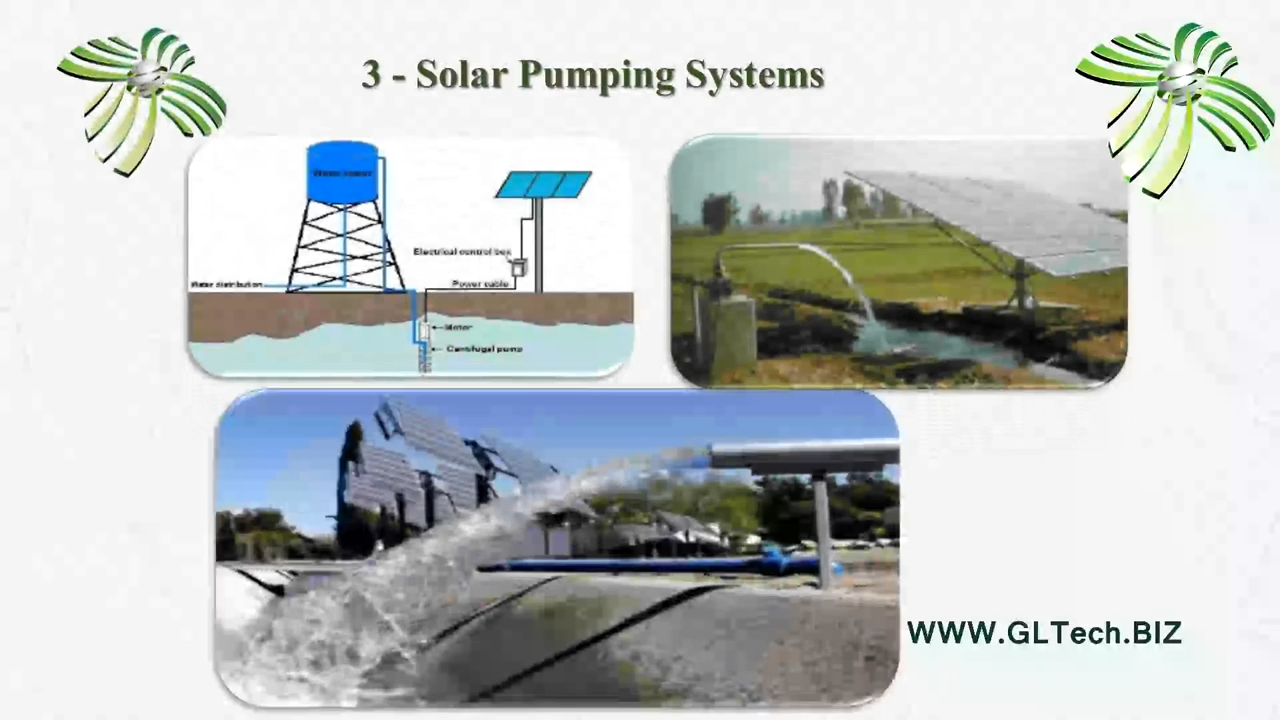 3 - Solar Pumping Systems
Water tower
Electrical control box
Water distribution
Power cable
Motor
Centrifugal pump
WWW.GLTech.BIZ